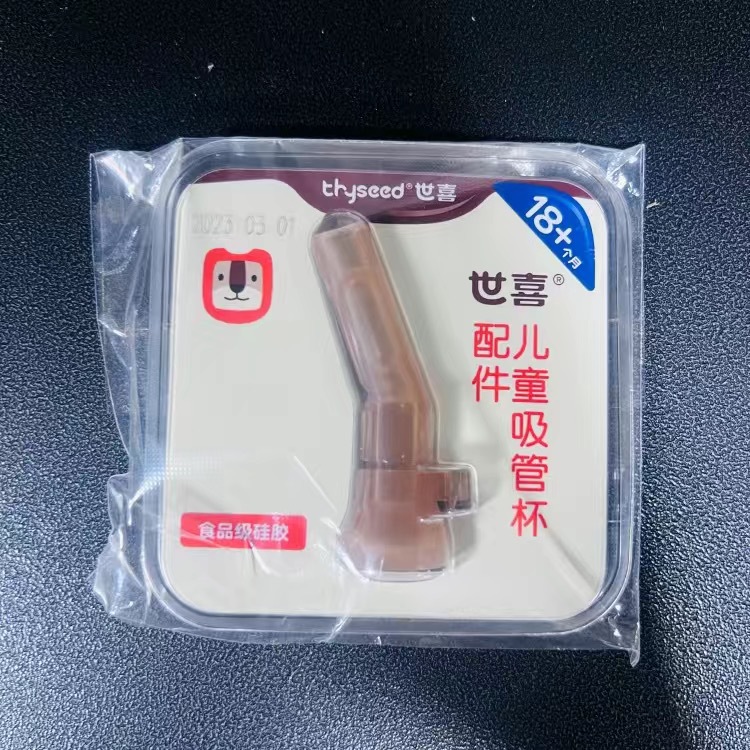 thyseed®世喜
2023 03 01
18+个月
世喜®
儿童吸管杯
配件
食品级硅胶